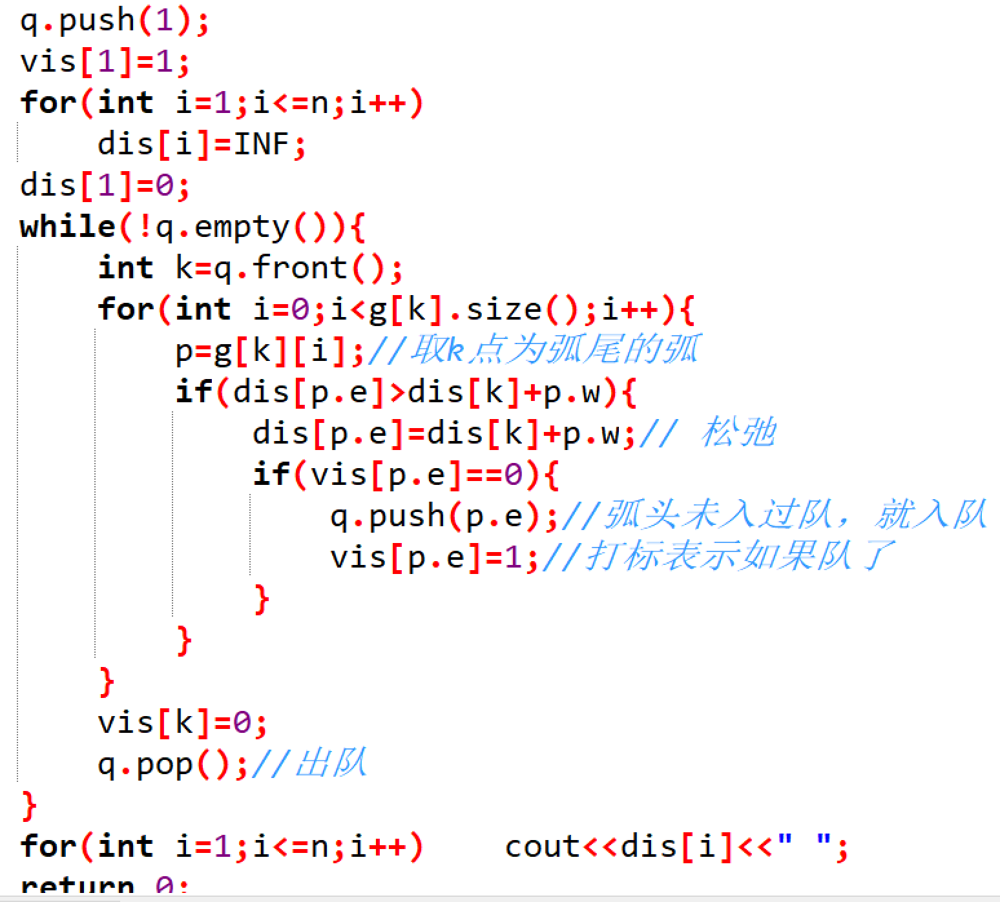 q.push(1);
vis[1]=1;
for(int i=1;i<=n;i++)
    dis[i]=INF;
dis[1]=0;
while(!q.empty()){
    int k=q.front();
    for(int i=0;i<g[k].size();i++){
        p=g[k][i];//取k点为弧尾的弧
        if(dis[p.e]>dis[k]+p.w){
            dis[p.e]=dis[k]+p.w;// 松弛
            if(vis[p.e]==0){
                q.push(p.e);//弧头未入过队，就入队
                vis[p.e]=1;//打标表示如果队了
            }
        }
    }
    vis[k]=0;
    q.pop();//出队
}
for(int i=1;i<=n;i++)    cout<<dis[i]<<" ";
return 0;